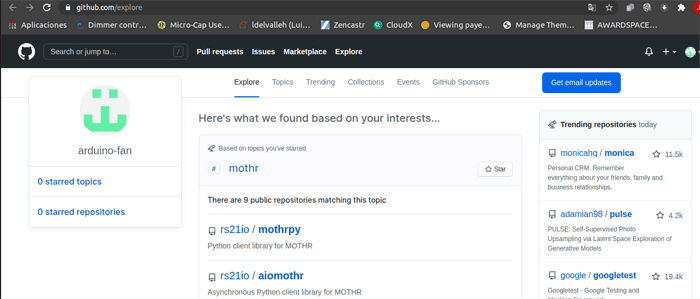 github.com/explore
Aplicaciones
Dimmer contr...
Micro-Cap Use...
ldelvalleh (Lui...
Zencastr
CloudX
Viewing paye...
Manage Them...
AWARDSPACE...
Search or jump to...
/
Pull requests
Issues
Marketplace
Explore
Explore
Topics
Trending
Collections
Events
GitHub Sponsors
Get email updates
arduino-fan
0 starred topics
0 starred repositories
Here's what we found based on your interests...
Based on topics you've starred
# mothr
Star
There are 9 public repositories matching this topic
rs21io / mothrpy
Python client library for MOTHR
rs21io / aiomothr
Asynchronous Python client library for MOTHR
Trending repositories today
monicahq / monica
11.5k
Personal CRM. Remember
everything about your friends, family and
business relationships.
adamian98 / pulse
4.2k
PULSE: Self-Supervised Photo
Upsampling via Latent Space Exploration of
Generative Models
google / googletest
19.4k
Googletest - Google Testing and